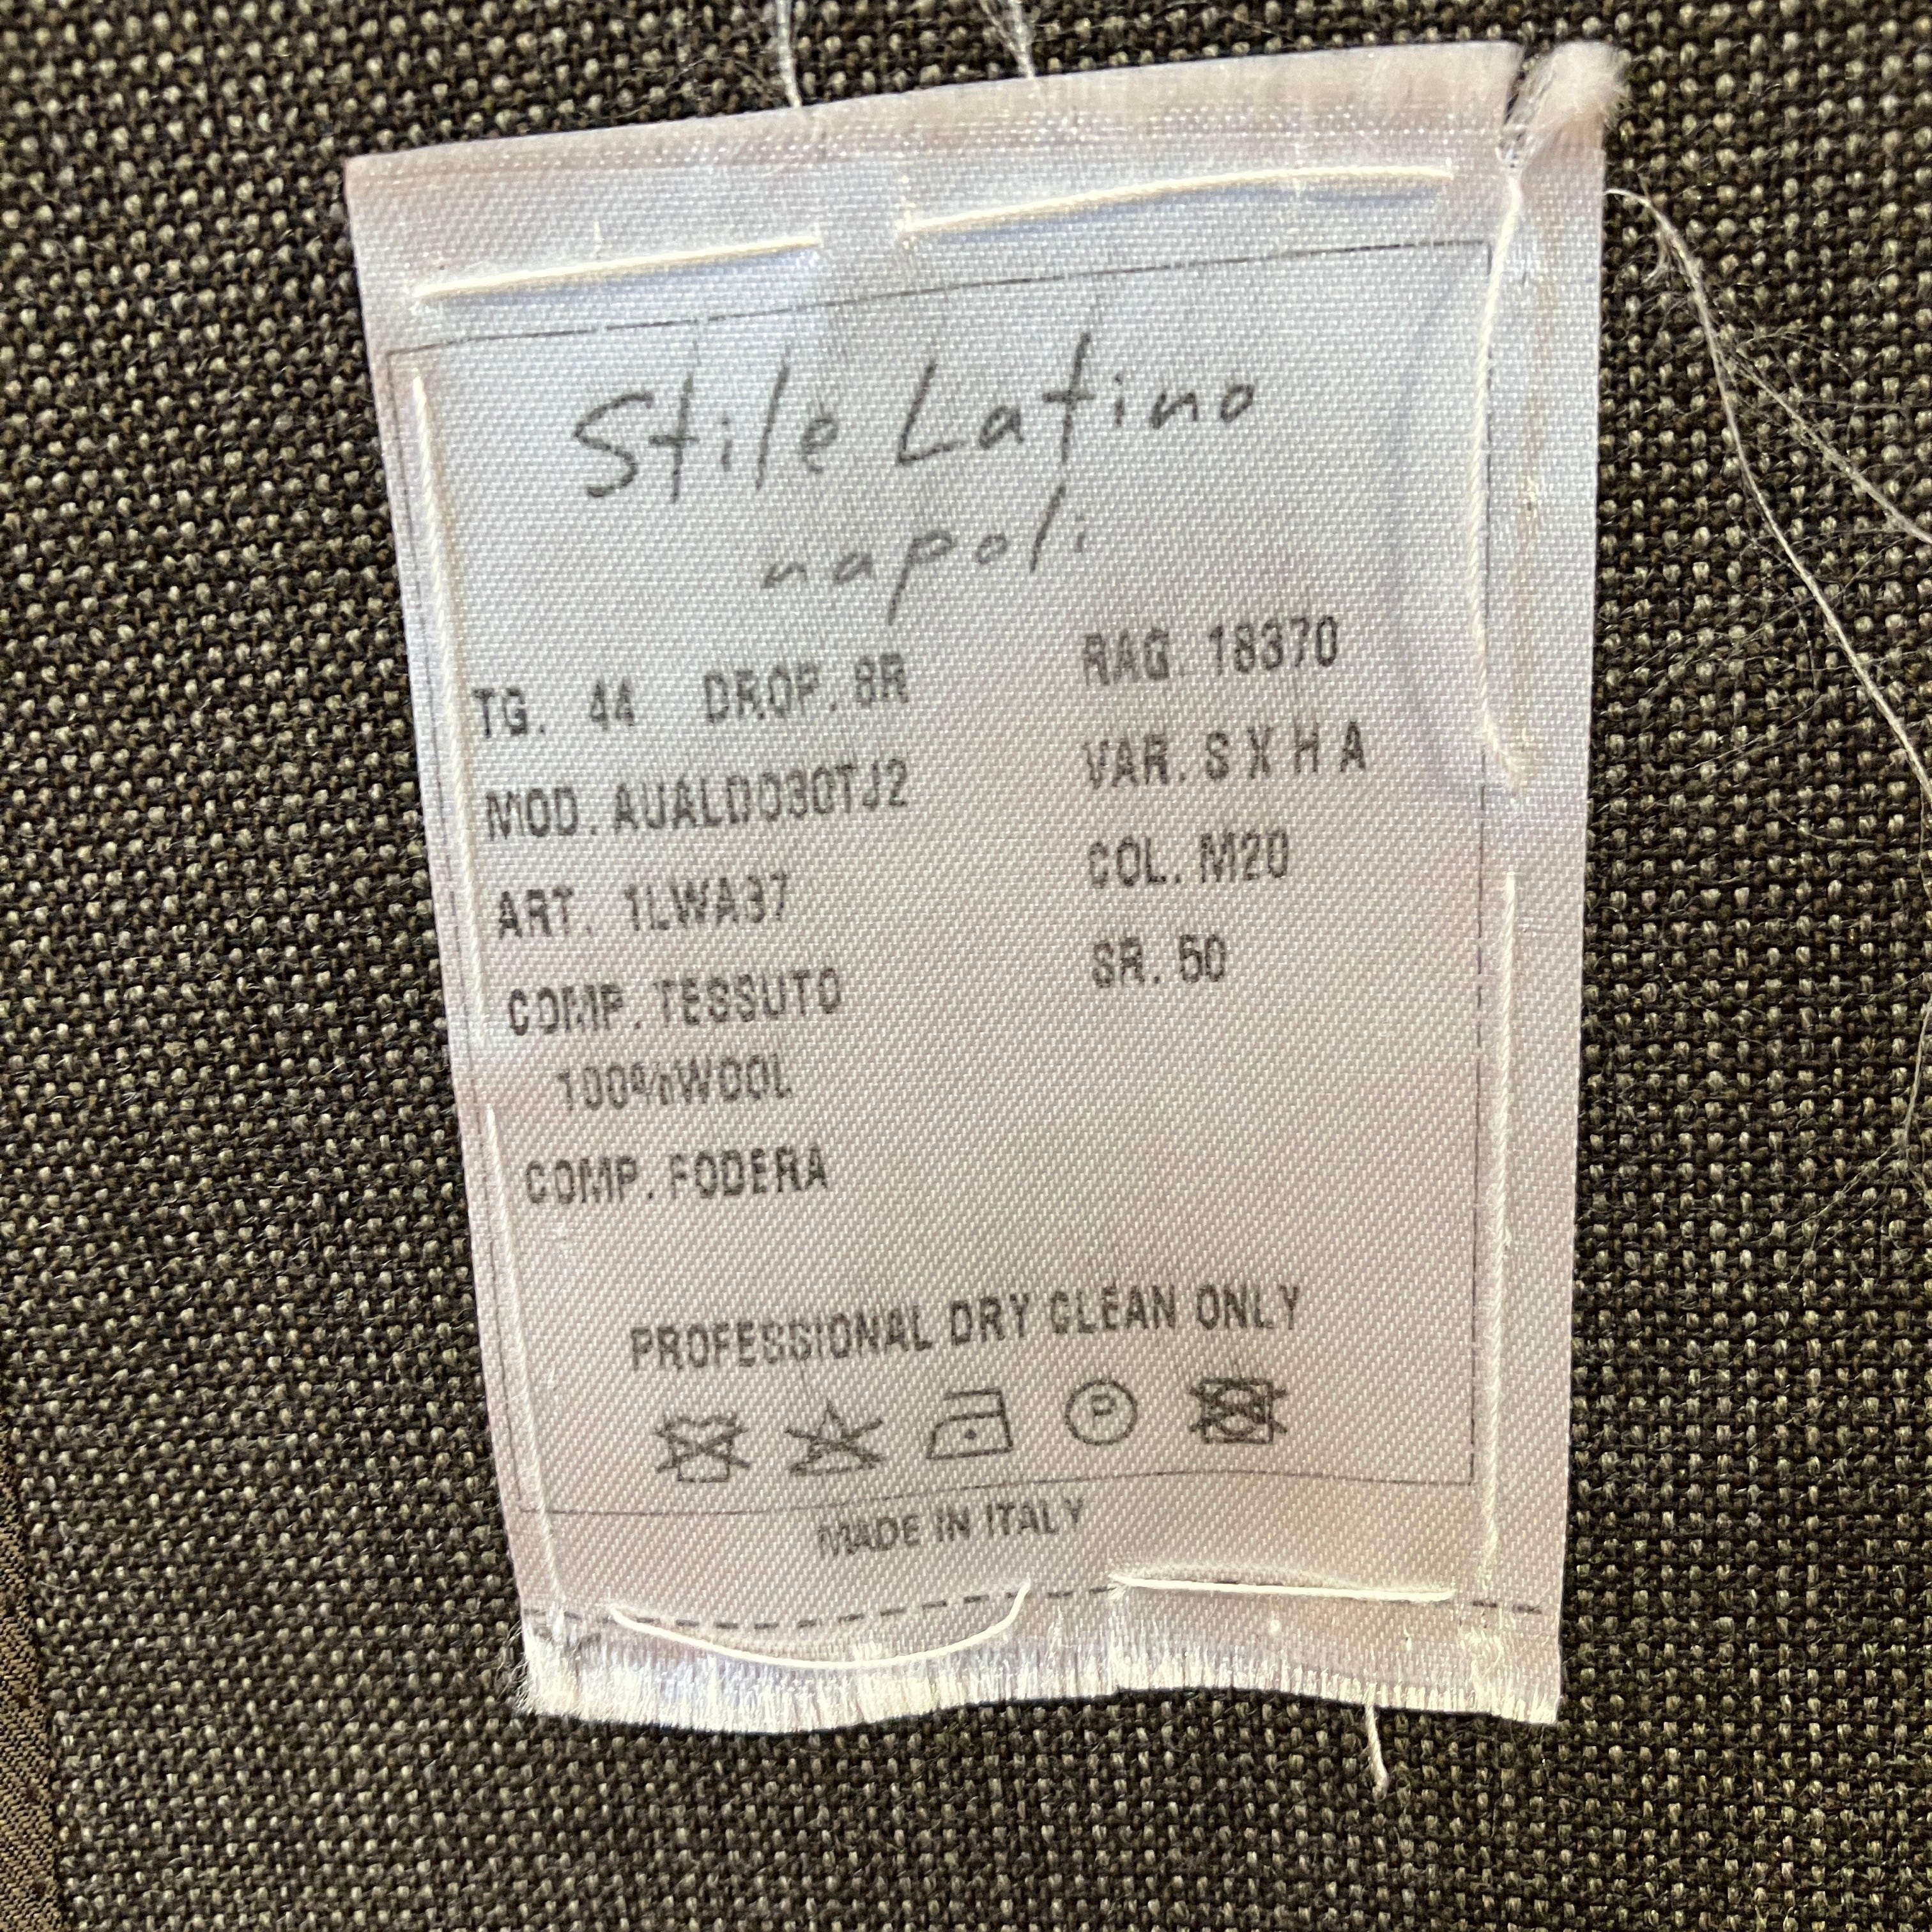 Stile Latino
napoli
TG. 44 DROP. 8R RAG. 18370
MOD. AUALDO30TJ2 VAR. S X H A
ART. 1LWA37 COL. M20
COMP. TESSUTO SR. 50
100%WOOL
COMP. FODERA
PROFESSIONAL DRY CLEAN ONLY
P
MADE IN ITALY